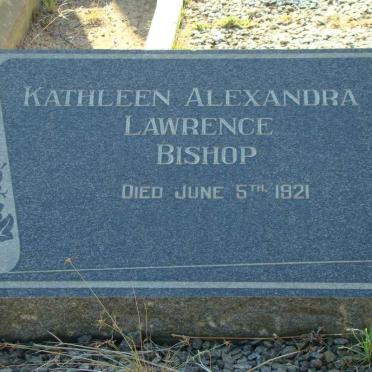 KATHLEEN ALEXANDRA
LAWRENCE
BISHOP
DIED JUNE 5TH 1921